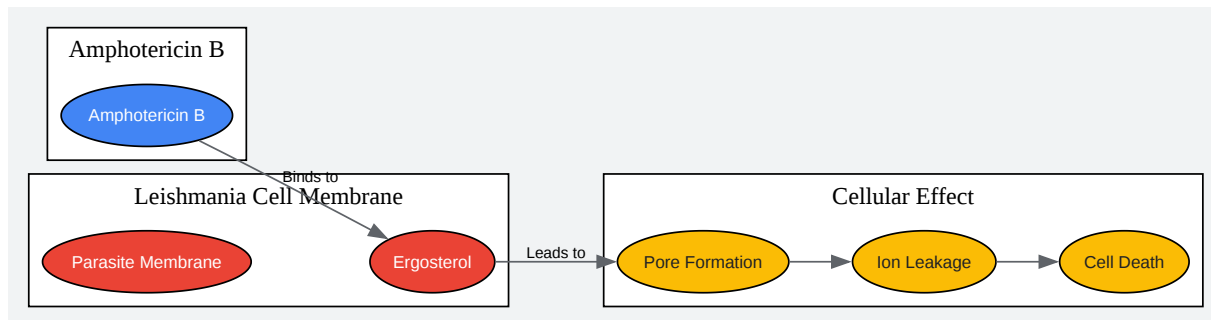 Amphotericin B
Amphotericin B
Binds to
Leishmania Cell Membrane
Parasite Membrane
Ergosterol
Leads to
Cellular Effect
Pore Formation
Ion Leakage
Cell Death